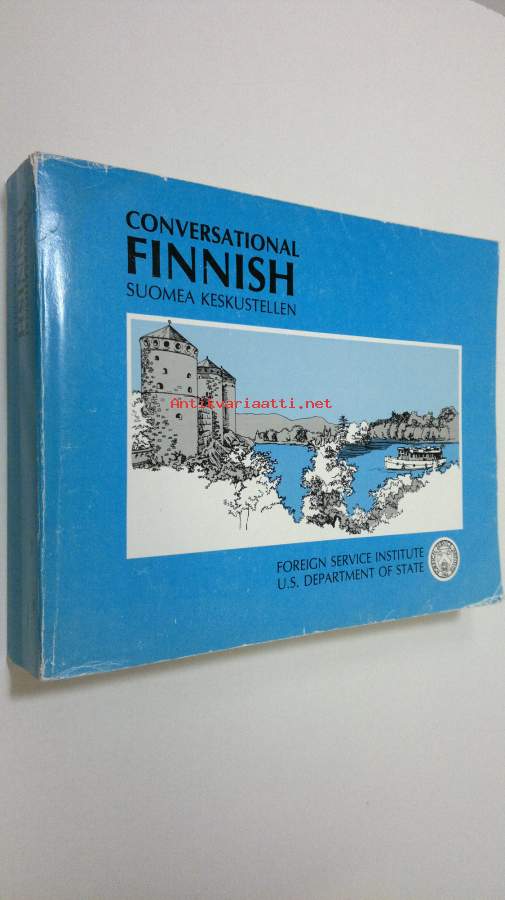 CONVERSATIONAL
FINNISH
SUOMEA KESKUSTELLEN
Antikvariaatti.net
FOREIGN SERVICE INSTITUTE
U.S. DEPARTMENT OF STATE